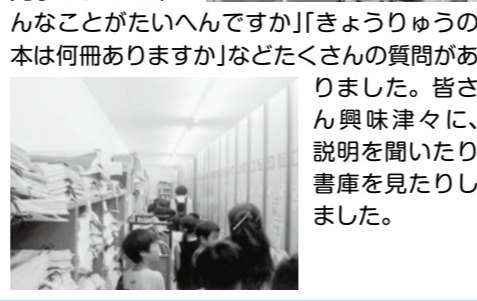 んなことがたいへんですか」「きょうりゅうの
本は何冊ありますか」などたくさんの質問があ
りました。皆さ
ん興味津々に、
説明を聞いたり
書庫を見たりし
ました。